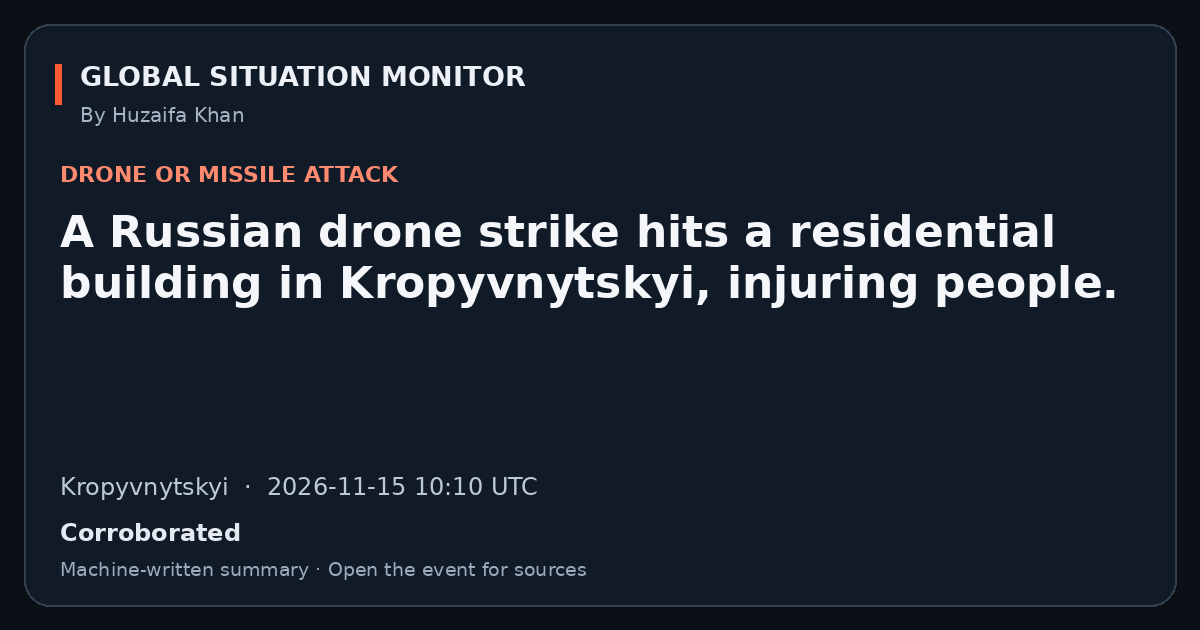 GLOBAL SITUATION MONITOR
By Huzaifa Khan
DRONE OR MISSILE ATTACK
A Russian drone strike hits a residential
building in Kropyvnytskyi, injuring people.
Kropyvnytskyi · 2026-11-15 10:10 UTC
Corroborated
Machine-written summary · Open the event for sources